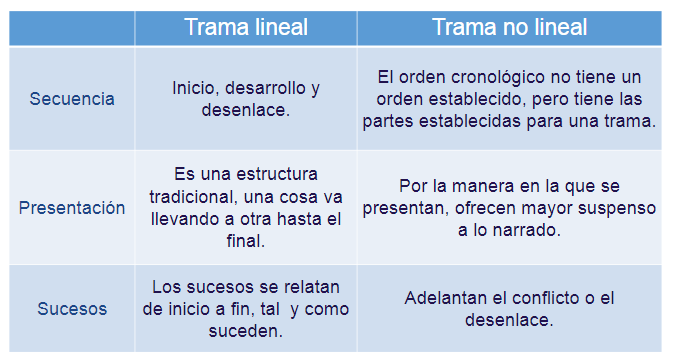 Trama lineal
Trama no lineal
Secuencia
Inicio, desarrollo y
desenlace.
El orden cronológico no tiene un
orden establecido, pero tiene las
partes establecidas para una trama.
Presentación
Es una estructura
tradicional, una cosa va
llevando a otra hasta el
final.
Por la manera en la que se
presentan, ofrecen mayor suspenso
a lo narrado.
Sucesos
Los sucesos se relatan
de inicio a fin, tal y como
suceden.
Adelantan el conflicto o el
desenlace.